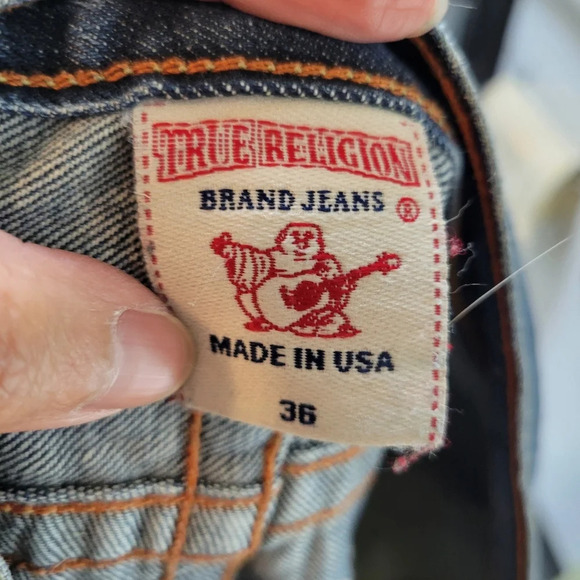 TRUE RELIGION
BRAND JEANS ®
MADE IN USA
36